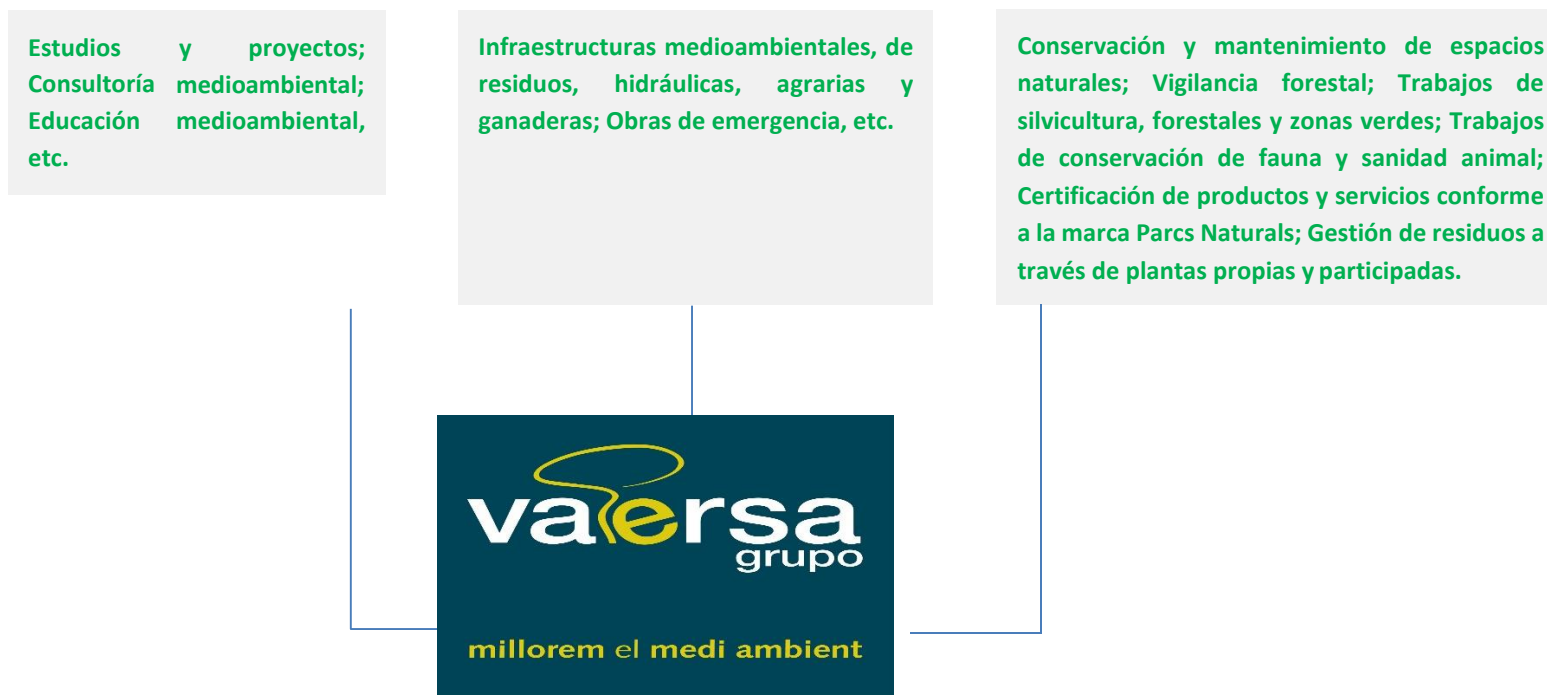 Estudios y proyectos;
Consultoría medioambiental;
Educación medioambiental,
etc.
Infraestructuras medioambientales, de
residuos, hidráulicas, agrarias y
ganaderas; Obras de emergencia, etc.
Conservación y mantenimiento de espacios
naturales; Vigilancia forestal; Trabajos de
silvicultura, forestales y zonas verdes; Trabajos
de conservación de fauna y sanidad animal;
Certificación de productos y servicios conforme
a la marca Parcs Naturals; Gestión de residuos a
través de plantas propias y participadas.
vaersa
grupo
millorem el medi ambient